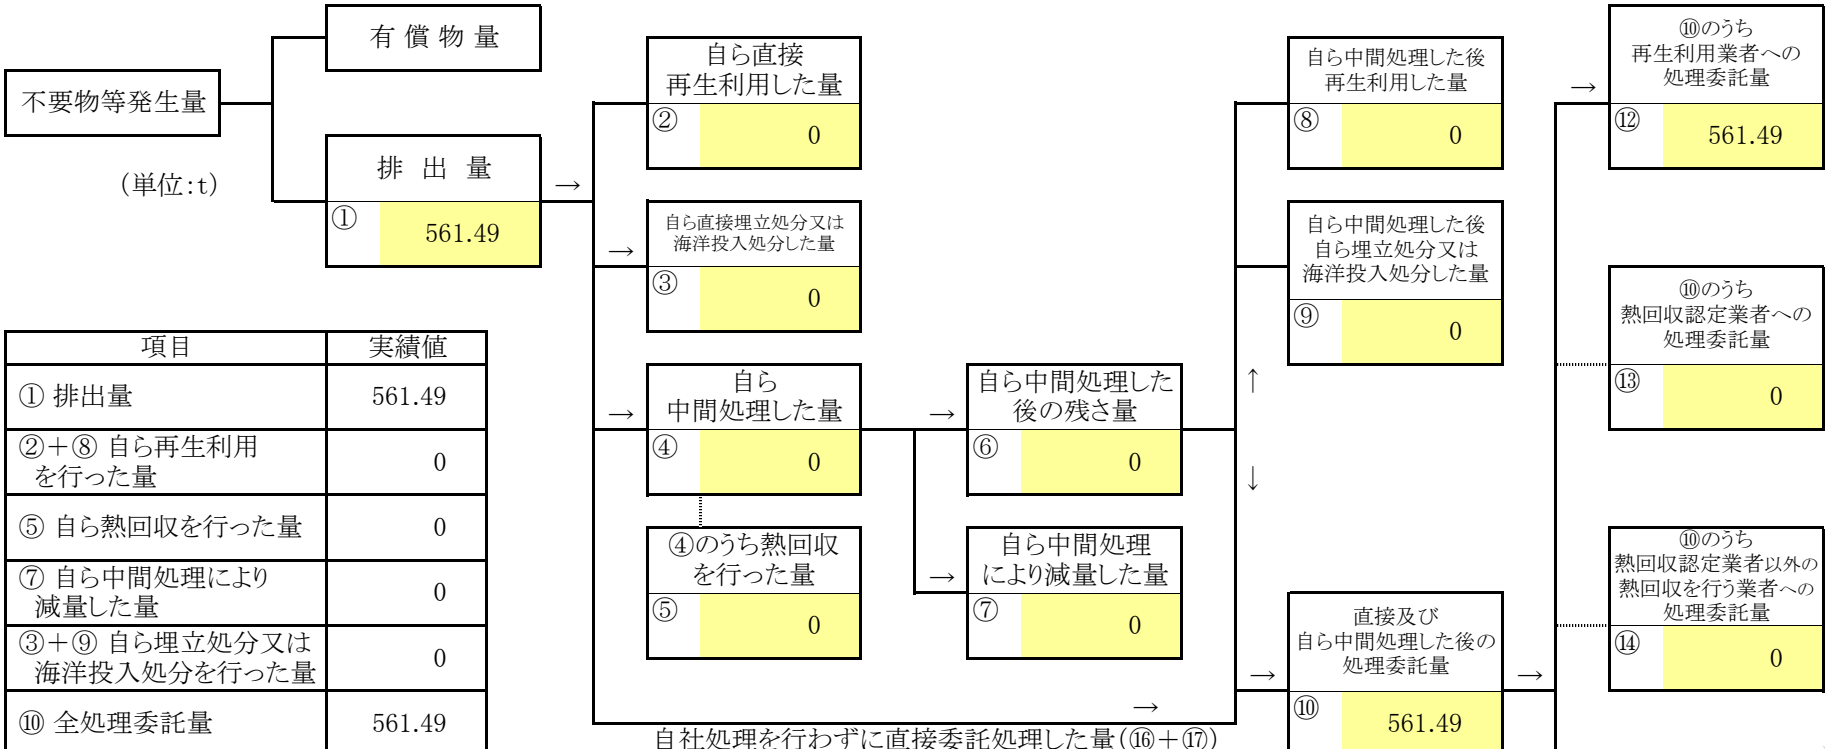 有 償 物 量
不要物等発生量
(単位:t)
排 出 量
→
①
561.49
自ら直接
再生利用した量
②
0
→
自ら直接埋立処分又は
海洋投入処分した量
③
0
→
自ら
中間処理した量
④
0
④のうち熱回収
を行った量
⑤
0
→
自ら中間処理した
後の残さ量
⑥
0
→
自ら中間処理
により減量した量
⑦
0
自ら中間処理した後
再生利用した量
⑧
0
自ら中間処理した後
自ら埋立処分又は
海洋投入処分した量
⑨
0
↑
↓
→
自社処理を行わずに直接委託処理した量(⑯+⑰)
→
直接及び
自ら中間処理した後の
処理委託量
⑩
561.49
→
→
⑩のうち
再生利用業者への
処理委託量
⑫
561.49
⑩のうち
熱回収認定業者への
処理委託量
⑬
0
⑩のうち
熱回収認定業者以外の
熱回収を行う業者への
処理委託量
⑭
0
項目 実績値
① 排出量 561.49
②+⑧ 自ら再生利用
を行った量 0
⑤ 自ら熱回収を行った量 0
⑦ 自ら中間処理により
減量した量 0
③+⑨ 自ら埋立処分又は
海洋投入処分を行った量 0
⑩ 全処理委託量 561.49